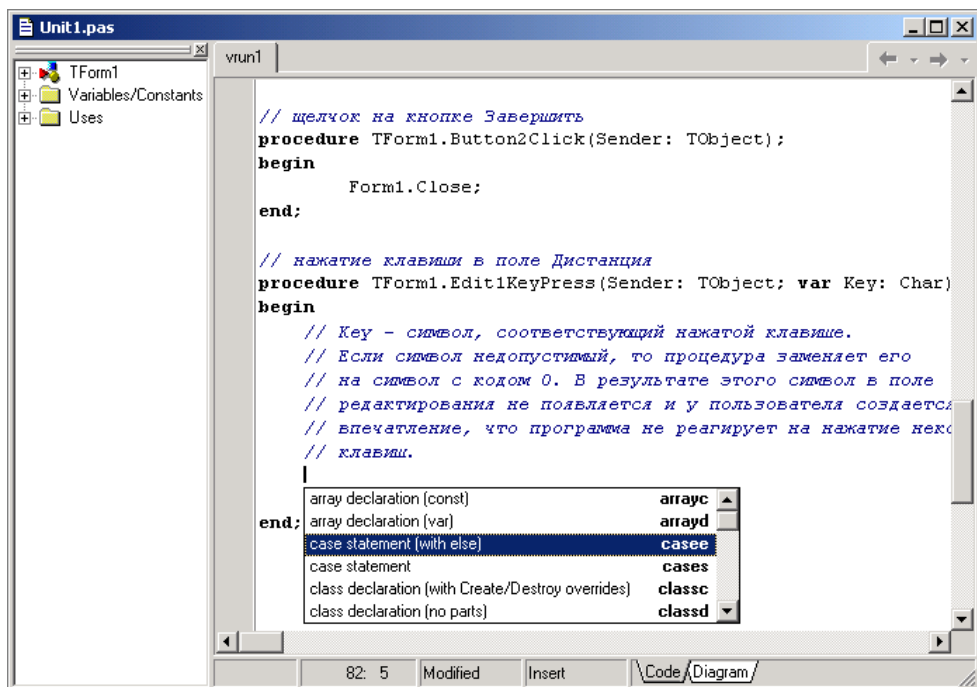 Unit1.pas
TForm1
Variables/Constants
Uses
vrun1
// щелчок на кнопке Завершить
procedure TForm1.Button2Click(Sender: TObject);
begin
Form1.Close;
end;
// нажатие клавиши в поле Дистанция
procedure TForm1.Edit1KeyPress(Sender: TObject; var Key: Char)
begin
// Key – символ, соответствующий нажатой клавише.
// Если символ недопустимый, то процедура заменяет его
// на символ с кодом 0. В результате этого символ в поле
// редактирования не появляется и у пользователя создается
// впечатление, что программа не реагирует на нажатие неко
// клавиш.
array declaration (const) arrayc
end; array declaration (var) arrayd
case statement (with else) casee
case statement cases
class declaration (with Create/Destroy overrides) classc
class declaration (no parts) classd
82: 5 Modified Insert Code Diagram